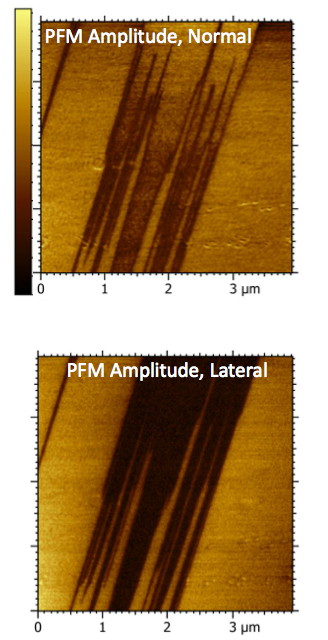 PFM Amplitude, Normal
0 1 2 3 µm
PFM Amplitude, Lateral
0 1 2 3 µm